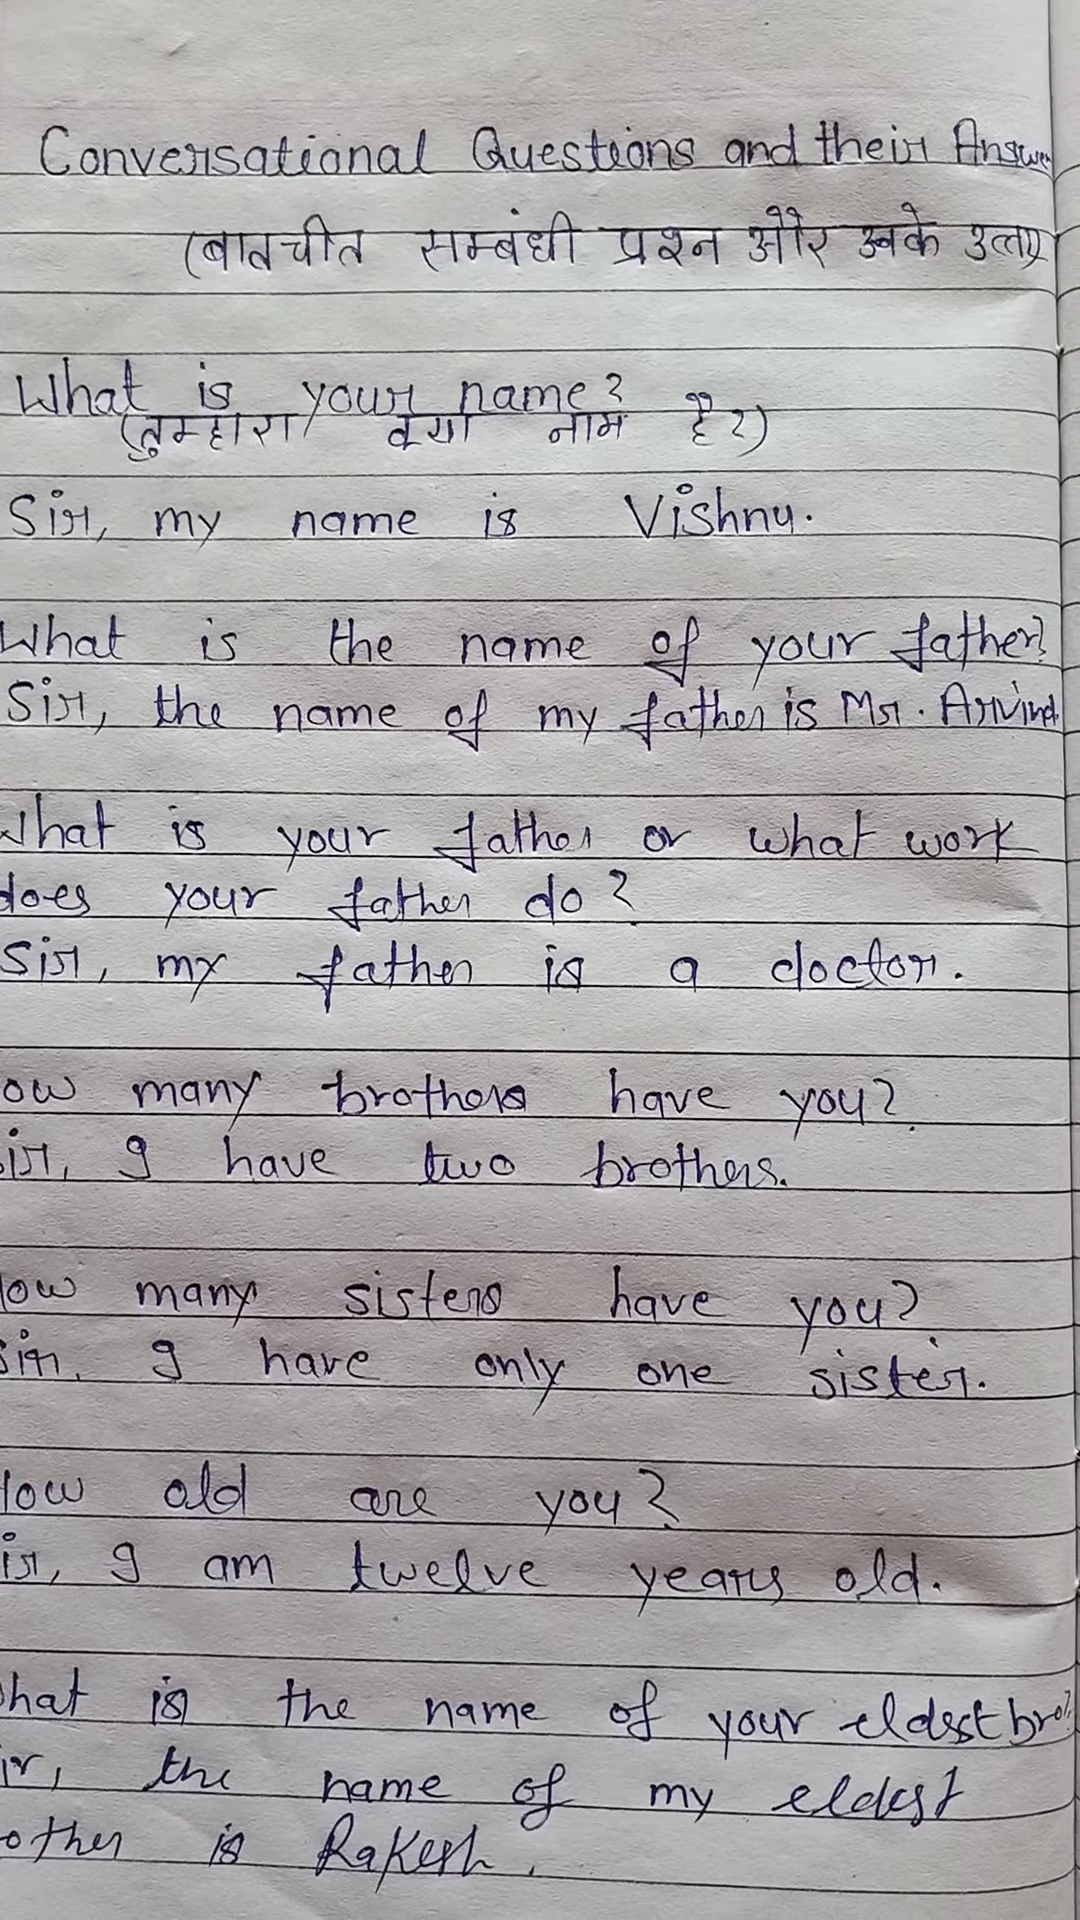 Conversational Questions and their Answer
(बातचीत सम्बंधी प्रश्न और उनके उत्तर
What is your name?
(तुम्हारा क्या नाम है?)
Sir, my name is Vishnu.
What is the name of your father?
Sir, the name of my father is Mr. Arvind
What is your father or what work
does your father do?
Sir, my father is a doctor.
ow many brothers have you?
ir, I have two brothers.
ow many sisters have you?
Sir, I have only one sister.
How old are you?
ir, I am twelve years old.
hat is the name of your eldest bro?
ir, the name of my eldest
other is Rakesh.